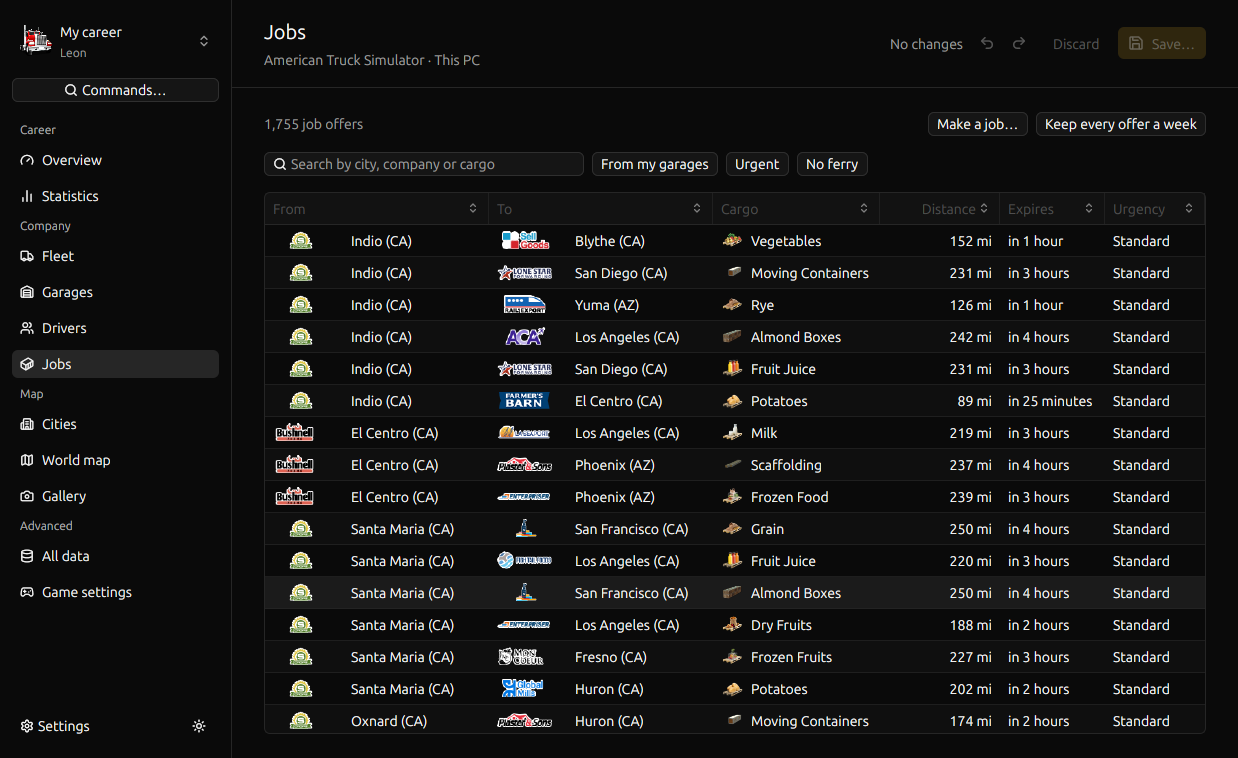 My career
Leon
Commands…
Career
Overview
Statistics
Company
Fleet
Garages
Drivers
Jobs
Map
Cities
World map
Gallery
Advanced
All data
Game settings
Settings
Jobs
American Truck Simulator · This PC
No changes
Discard
Save…
1,755 job offers
Make a job…
Keep every offer a week
Search by city, company or cargo
From my garages
Urgent
No ferry
From To Cargo Distance Expires Urgency
Indio (CA) Sell Goods Blythe (CA) Vegetables 152 mi in 1 hour Standard
Indio (CA) LONE STAR San Diego (CA) Moving Containers 231 mi in 3 hours Standard
Indio (CA) RAIL EXPORT Yuma (AZ) Rye 126 mi in 1 hour Standard
Indio (CA) ACA Los Angeles (CA) Almond Boxes 242 mi in 4 hours Standard
Indio (CA) LONE STAR San Diego (CA) Fruit Juice 231 mi in 3 hours Standard
Indio (CA) FARMER'S BARN El Centro (CA) Potatoes 89 mi in 25 minutes Standard
Bushnell El Centro (CA) Los Angeles (CA) Milk 219 mi in 3 hours Standard
Bushnell El Centro (CA) Phoenix (AZ) Scaffolding 237 mi in 4 hours Standard
Bushnell El Centro (CA) Phoenix (AZ) Frozen Food 239 mi in 3 hours Standard
Santa Maria (CA) San Francisco (CA) Grain 250 mi in 4 hours Standard
Santa Maria (CA) Los Angeles (CA) Fruit Juice 220 mi in 3 hours Standard
Santa Maria (CA) San Francisco (CA) Almond Boxes 250 mi in 4 hours Standard
Santa Maria (CA) Los Angeles (CA) Dry Fruits 188 mi in 2 hours Standard
Santa Maria (CA) MON COEUR Fresno (CA) Frozen Fruits 227 mi in 3 hours Standard
Santa Maria (CA) Global Mills Huron (CA) Potatoes 202 mi in 2 hours Standard
Oxnard (CA) Huron (CA) Moving Containers 174 mi in 2 hours Standard